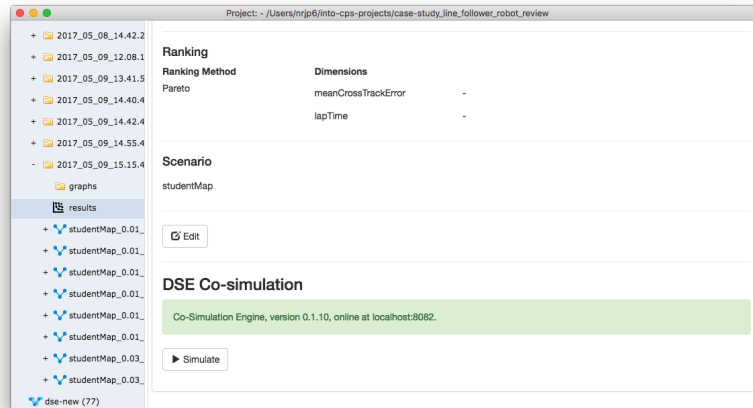 Project: - /Users/nrjp6/into-cps-projects/case-study_line_follower_robot_review
+ 2017_05_08_14.42.2
+ 2017_05_09_12.08.1
+ 2017_05_09_13.41.5
+ 2017_05_09_14.40.4
+ 2017_05_09_14.42.4
+ 2017_05_09_14.55.4
- 2017_05_09_15.15.4
graphs
results
+ studentMap_0.01_
+ studentMap_0.01_
+ studentMap_0.01_
+ studentMap_0.01_
+ studentMap_0.01_
+ studentMap_0.01_
+ studentMap_0.03_
+ studentMap_0.03_
dse-new (77)
Ranking
Ranking Method Dimensions
Pareto
meanCrossTrackError -
lapTime -
Scenario
studentMap
Edit
DSE Co-simulation
Co-Simulation Engine, version 0.1.10, online at localhost:8082.
Simulate